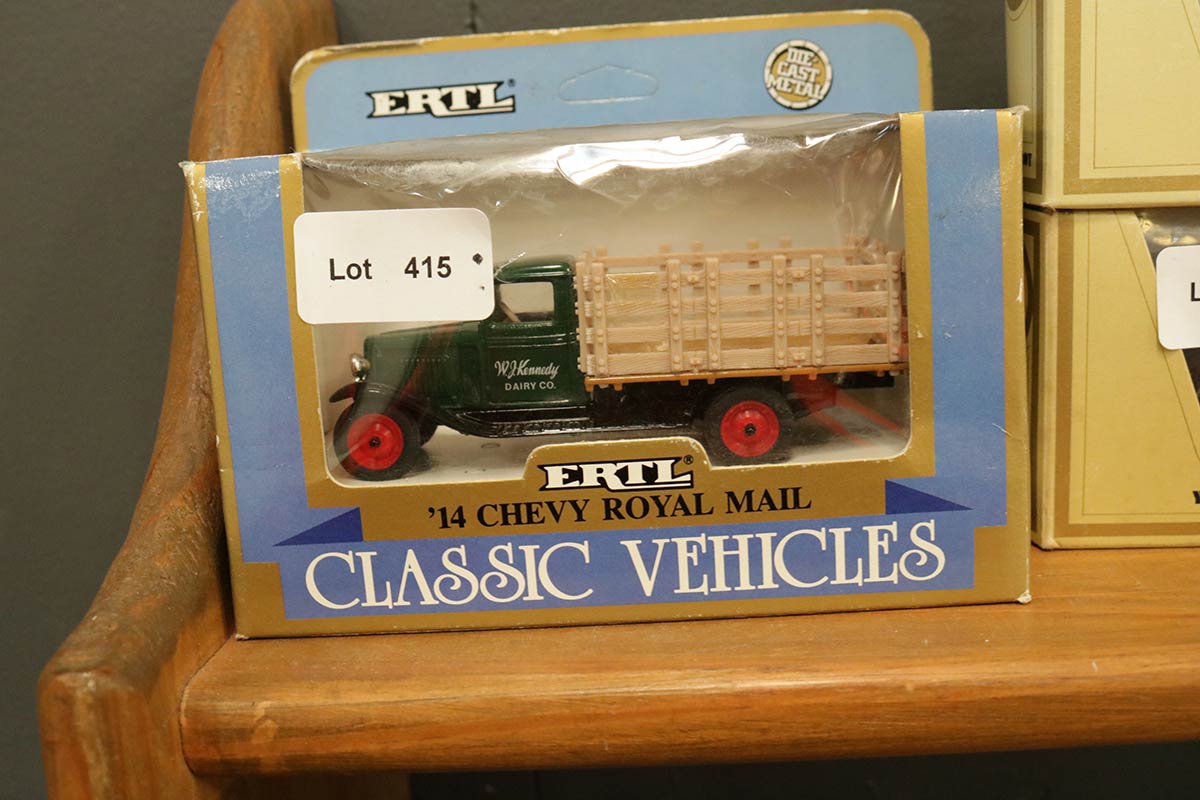 ERTL®
DIE-
CAST
METAL
Lot 415
W.J. Kennedy
DAIRY CO.
ERTL®
'14 CHEVY ROYAL MAIL
CLASSIC VEHICLES